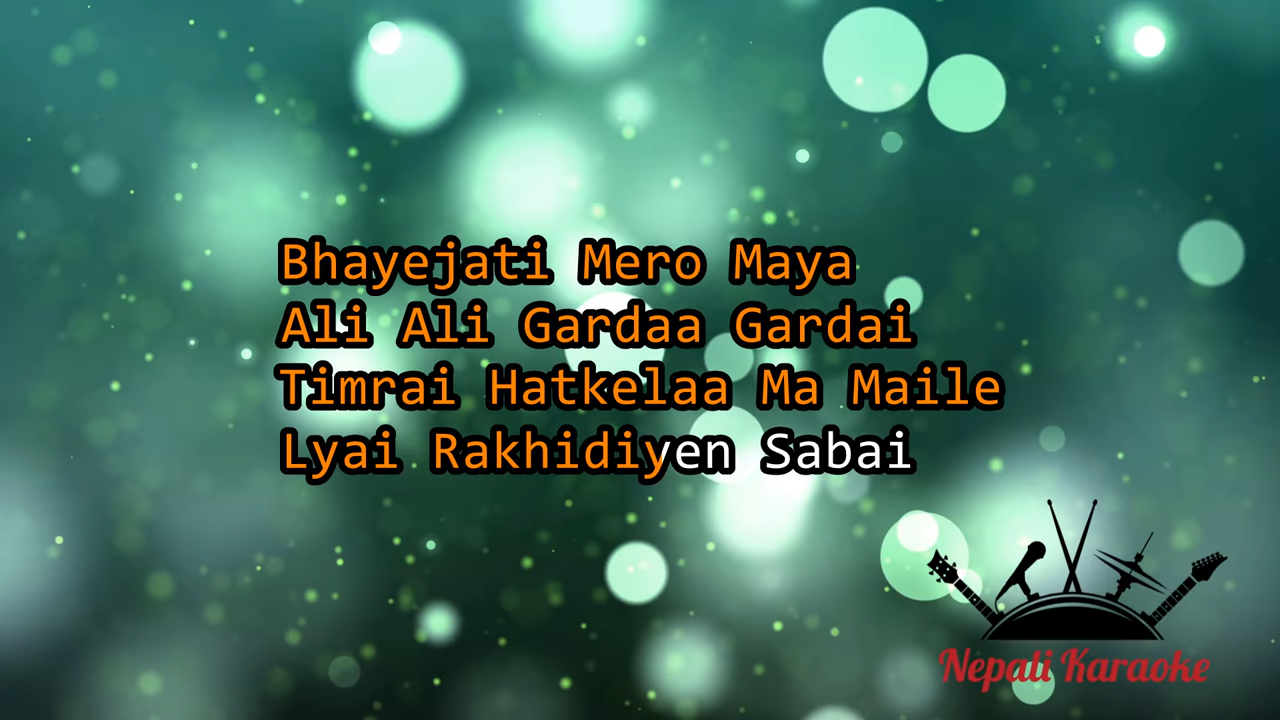 Bhayejati Mero Maya
Ali Ali Gardaa Gardai
Timrai Hatkelaa Ma Maile
Lyai Rakhidiyen Sabai
Nepali Karaoke